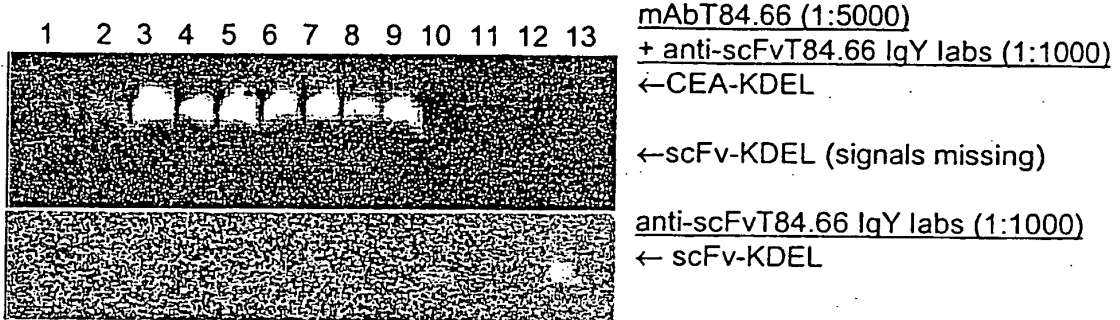 1 2 3 4 5 6 7 8 9 10 11 12 13
mAbT84.66 (1:5000)
+ anti-scFvT84.66 IgY labs (1:1000)
←CEA-KDEL
←scFv-KDEL (signals missing)
anti-scFvT84.66 IgY labs (1:1000)
← scFv-KDEL